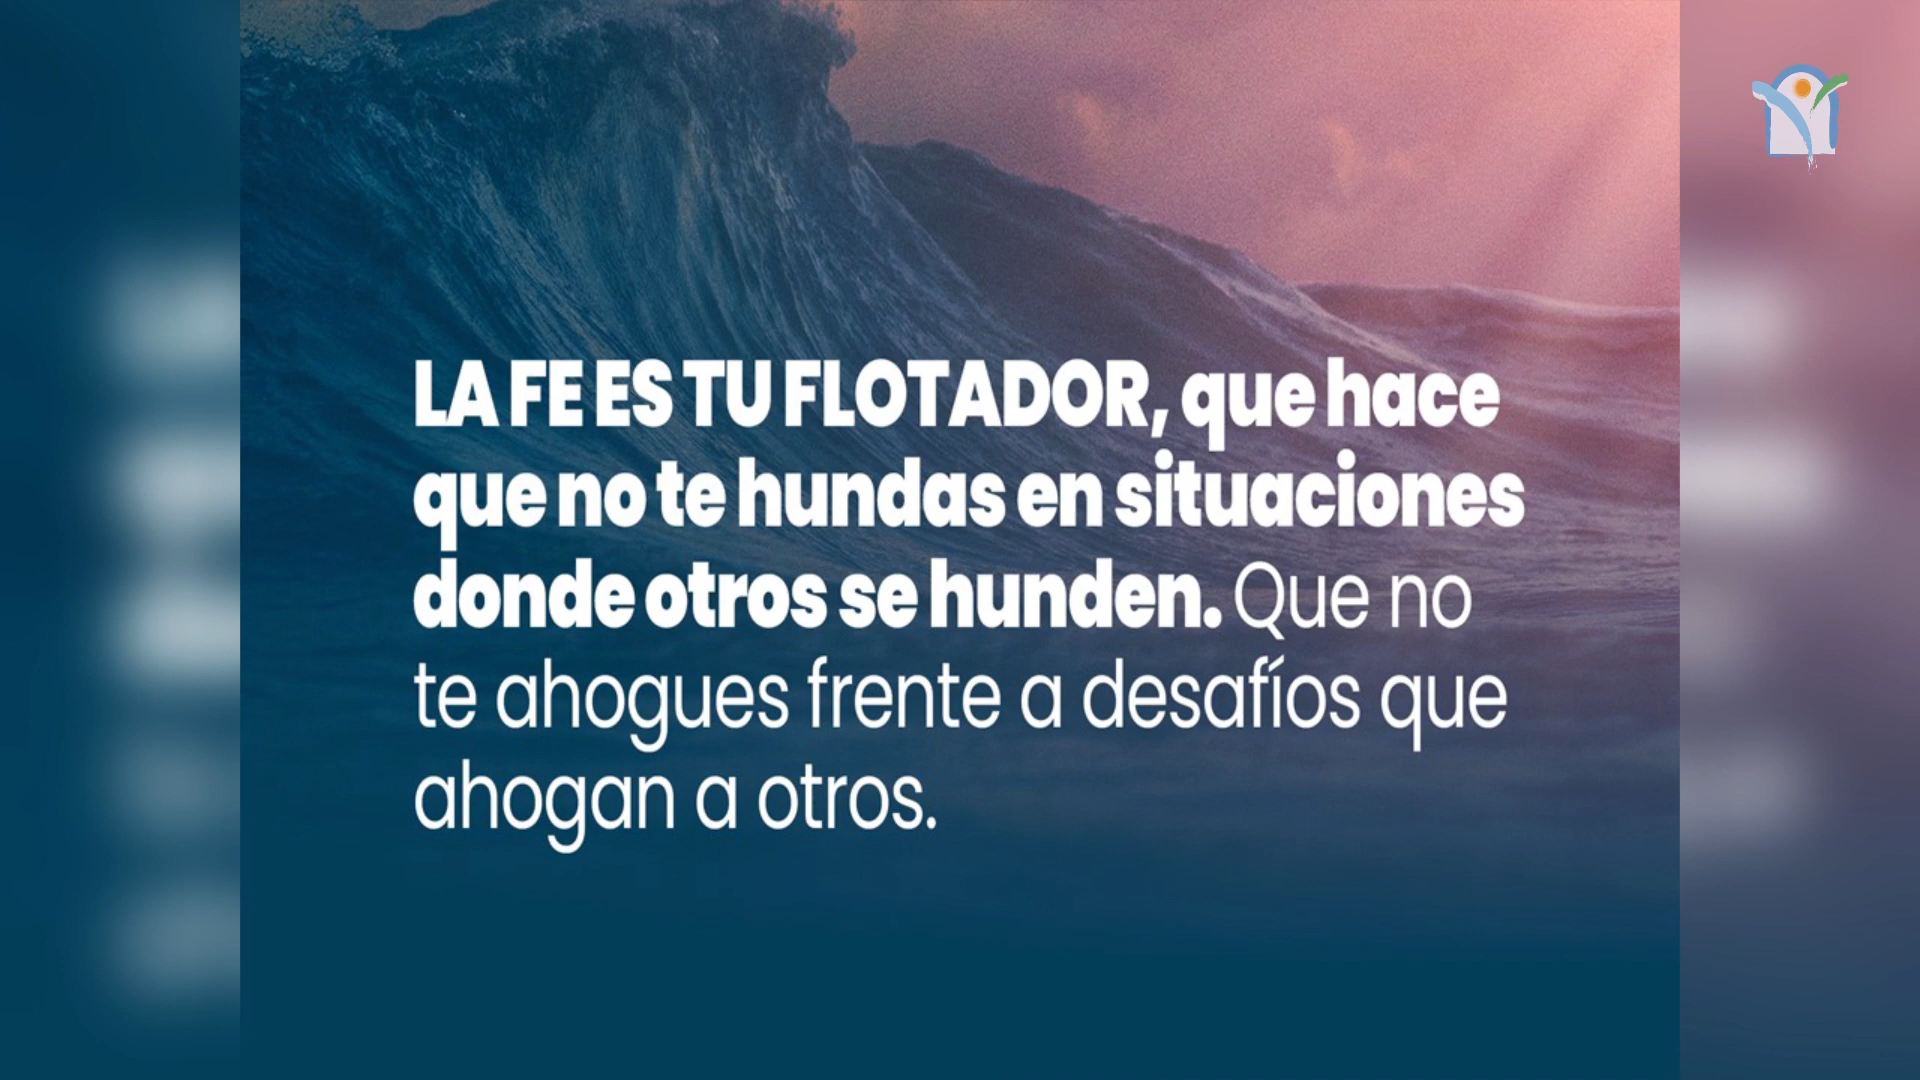 LA FE ES TU FLOTADOR, que hace
que no te hundas en situaciones
donde otros se hunden. Que no
te ahogues frente a desafíos que
ahogan a otros.